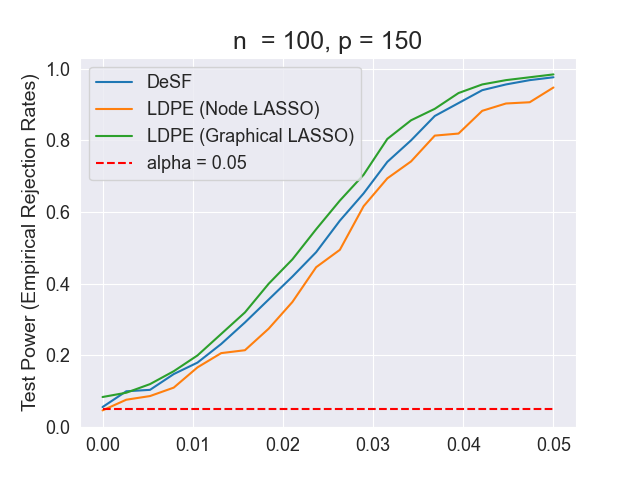 n  = 100, p = 150
Test Power (Empirical Rejection Rates)
1.0
0.8
0.6
0.4
0.2
0.0
DeSF
LDPE (Node LASSO)
LDPE (Graphical LASSO)
alpha = 0.05
0.00 0.01 0.02 0.03 0.04 0.05